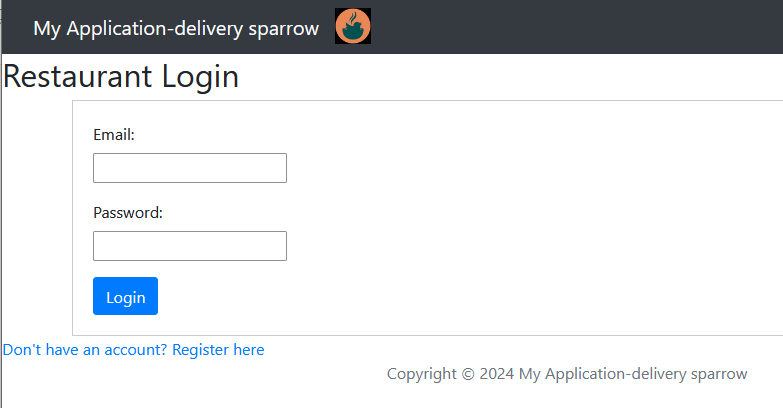 My Application-delivery sparrow
Restaurant Login
Email:
Password:
Login
Don't have an account? Register here
Copyright © 2024 My Application-delivery sparrow